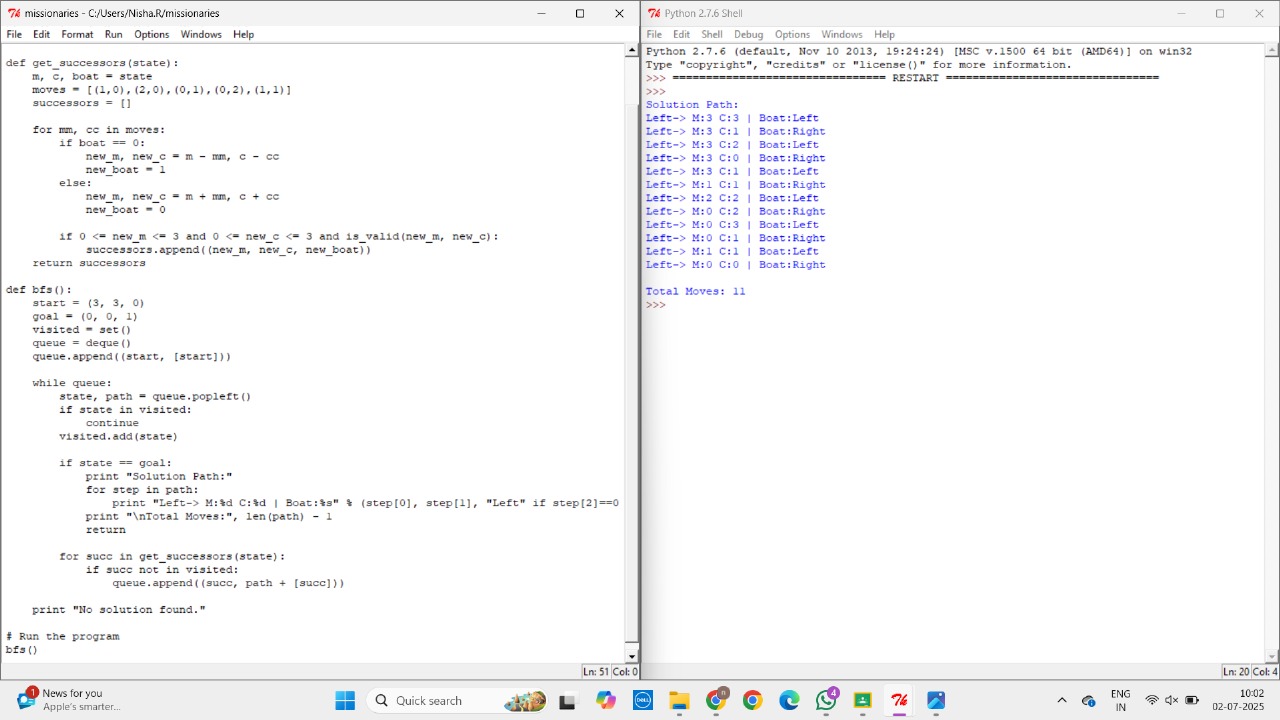 missionaries - C:/Users/Nisha.R/missionaries
File Edit Format Run Options Windows Help
def get_successors(state):
    m, c, boat = state
    moves = [(1,0),(2,0),(0,1),(0,2),(1,1)]
    successors = []
    for mm, cc in moves:
        if boat == 0:
            new_m, new_c = m - mm, c - cc
            new_boat = 1
        else:
            new_m, new_c = m + mm, c + cc
            new_boat = 0
        if 0 <= new_m <= 3 and 0 <= new_c <= 3 and is_valid(new_m, new_c):
            successors.append((new_m, new_c, new_boat))
    return successors
def bfs():
    start = (3, 3, 0)
    goal = (0, 0, 1)
    visited = set()
    queue = deque()
    queue.append((start, [start]))
    while queue:
        state, path = queue.popleft()
        if state in visited:
            continue
        visited.add(state)
        if state == goal:
            print "Solution Path:"
            for step in path:
                print "Left-> M:%d C:%d | Boat:%s" % (step[0], step[1], "Left" if step[2]==0
            print "\nTotal Moves:", len(path) - 1
            return
        for succ in get_successors(state):
            if succ not in visited:
                queue.append((succ, path + [succ]))
    print "No solution found."
# Run the program
bfs()
Ln: 51 Col: 0
Python 2.7.6 Shell
File Edit Shell Debug Options Windows Help
Python 2.7.6 (default, Nov 10 2013, 19:24:24) [MSC v.1500 64 bit (AMD64)] on win32
Type "copyright", "credits" or "license()" for more information.
>>> ================================ RESTART ================================
>>>
Solution Path:
Left-> M:3 C:3 | Boat:Left
Left-> M:3 C:1 | Boat:Right
Left-> M:3 C:2 | Boat:Left
Left-> M:3 C:0 | Boat:Right
Left-> M:3 C:1 | Boat:Left
Left-> M:1 C:1 | Boat:Right
Left-> M:2 C:2 | Boat:Left
Left-> M:0 C:2 | Boat:Right
Left-> M:0 C:3 | Boat:Left
Left-> M:0 C:1 | Boat:Right
Left-> M:1 C:1 | Boat:Left
Left-> M:0 C:0 | Boat:Right
Total Moves: 11
>>>
Ln: 20 Col: 4
1
News for you
Apple's smarter...
Quick search
DELL
4
ENG
IN
10:02
02-07-2025